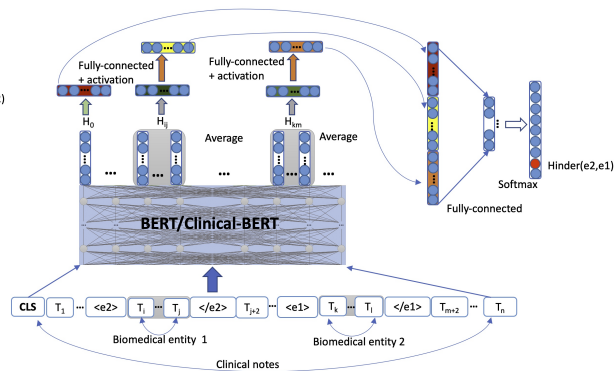 Fully-connected
+ activation
Fully-connected
+ activation
H0
Hij
Hkm
Average
Average
...
...
...
BERT/Clinical-BERT
Hinder(e2,e1)
Softmax
Fully-connected
CLS T1 ... <e2> Ti ... Tj </e2> Tj+2 ... <e1> Tk ... Tl </e1> Tm+2 ... Tn
Biomedical entity 1
Biomedical entity 2
Clinical notes